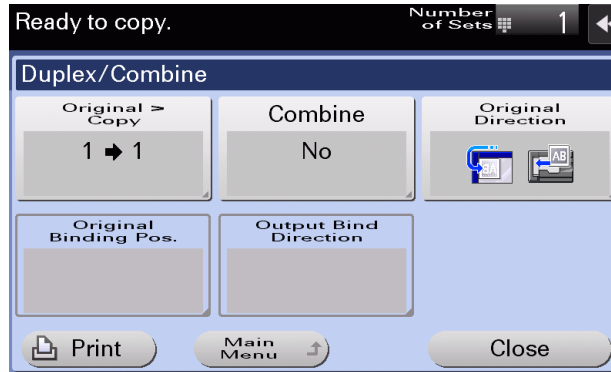 Ready to copy.
Number
of Sets
1
Duplex/Combine
Original >
Copy
1 → 1
Combine
No
Original
Direction
AB
Original
Binding Pos.
Output Bind
Direction
Print
Main
Menu
Close